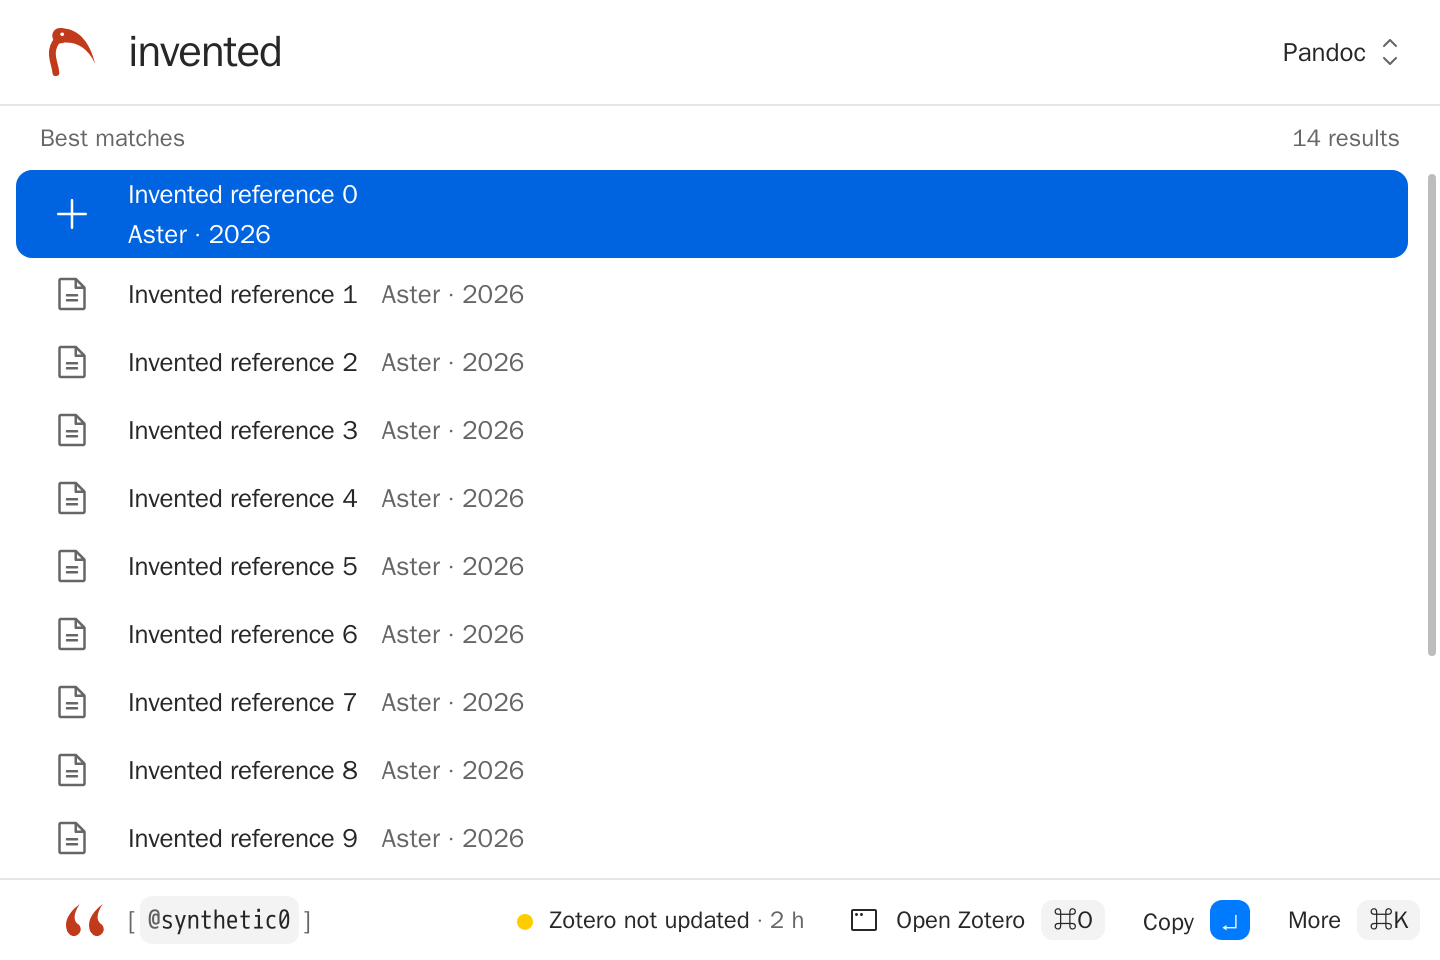 invented
Pandoc
Best matches
14 results
Invented reference 0
Aster · 2026
Invented reference 1 Aster · 2026
Invented reference 2 Aster · 2026
Invented reference 3 Aster · 2026
Invented reference 4 Aster · 2026
Invented reference 5 Aster · 2026
Invented reference 6 Aster · 2026
Invented reference 7 Aster · 2026
Invented reference 8 Aster · 2026
Invented reference 9 Aster · 2026
[ @synthetic0 ] Zotero not updated · 2 h Open Zotero ⌘O Copy ↵ More ⌘K